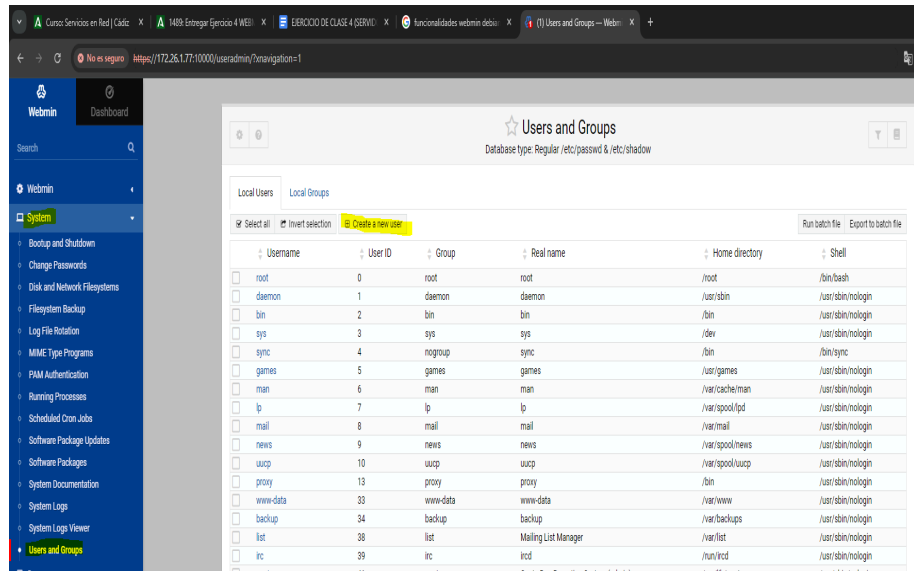 Curso: Servicios en Red | Cádiz
1489: Entregar Ejercicio 4 WEB
EJERCICIO DE CLASE 4 (SERVID
funcionalidades webmin debia
(1) Users and Groups — Webm
No es seguro https://172.26.1.77:10000/useradmin/?xnavigation=1
Webmin Dashboard
Search
Webmin
System
Bootup and Shutdown
Change Passwords
Disk and Network Filesystems
Filesystem Backup
Log File Rotation
MIME Type Programs
PAM Authentication
Running Processes
Scheduled Cron Jobs
Software Package Updates
Software Packages
System Documentation
System Logs
System Logs Viewer
Users and Groups
Users and Groups
Database type: Regular /etc/passwd & /etc/shadow
Local Users Local Groups
Select all Invert selection Create a new user Run batch file Export to batch file
Username User ID Group Real name Home directory Shell
root 0 root root /root /bin/bash
daemon 1 daemon daemon /usr/sbin /usr/sbin/nologin
bin 2 bin bin /bin /usr/sbin/nologin
sys 3 sys sys /dev /usr/sbin/nologin
sync 4 nogroup sync /bin /bin/sync
games 5 games games /usr/games /usr/sbin/nologin
man 6 man man /var/cache/man /usr/sbin/nologin
lp 7 lp lp /var/spool/lpd /usr/sbin/nologin
mail 8 mail mail /var/mail /usr/sbin/nologin
news 9 news news /var/spool/news /usr/sbin/nologin
uucp 10 uucp uucp /var/spool/uucp /usr/sbin/nologin
proxy 13 proxy proxy /bin /usr/sbin/nologin
www-data 33 www-data www-data /var/www /usr/sbin/nologin
backup 34 backup backup /var/backups /usr/sbin/nologin
list 38 list Mailing List Manager /var/list /usr/sbin/nologin
irc 39 irc ircd /run/ircd /usr/sbin/nologin